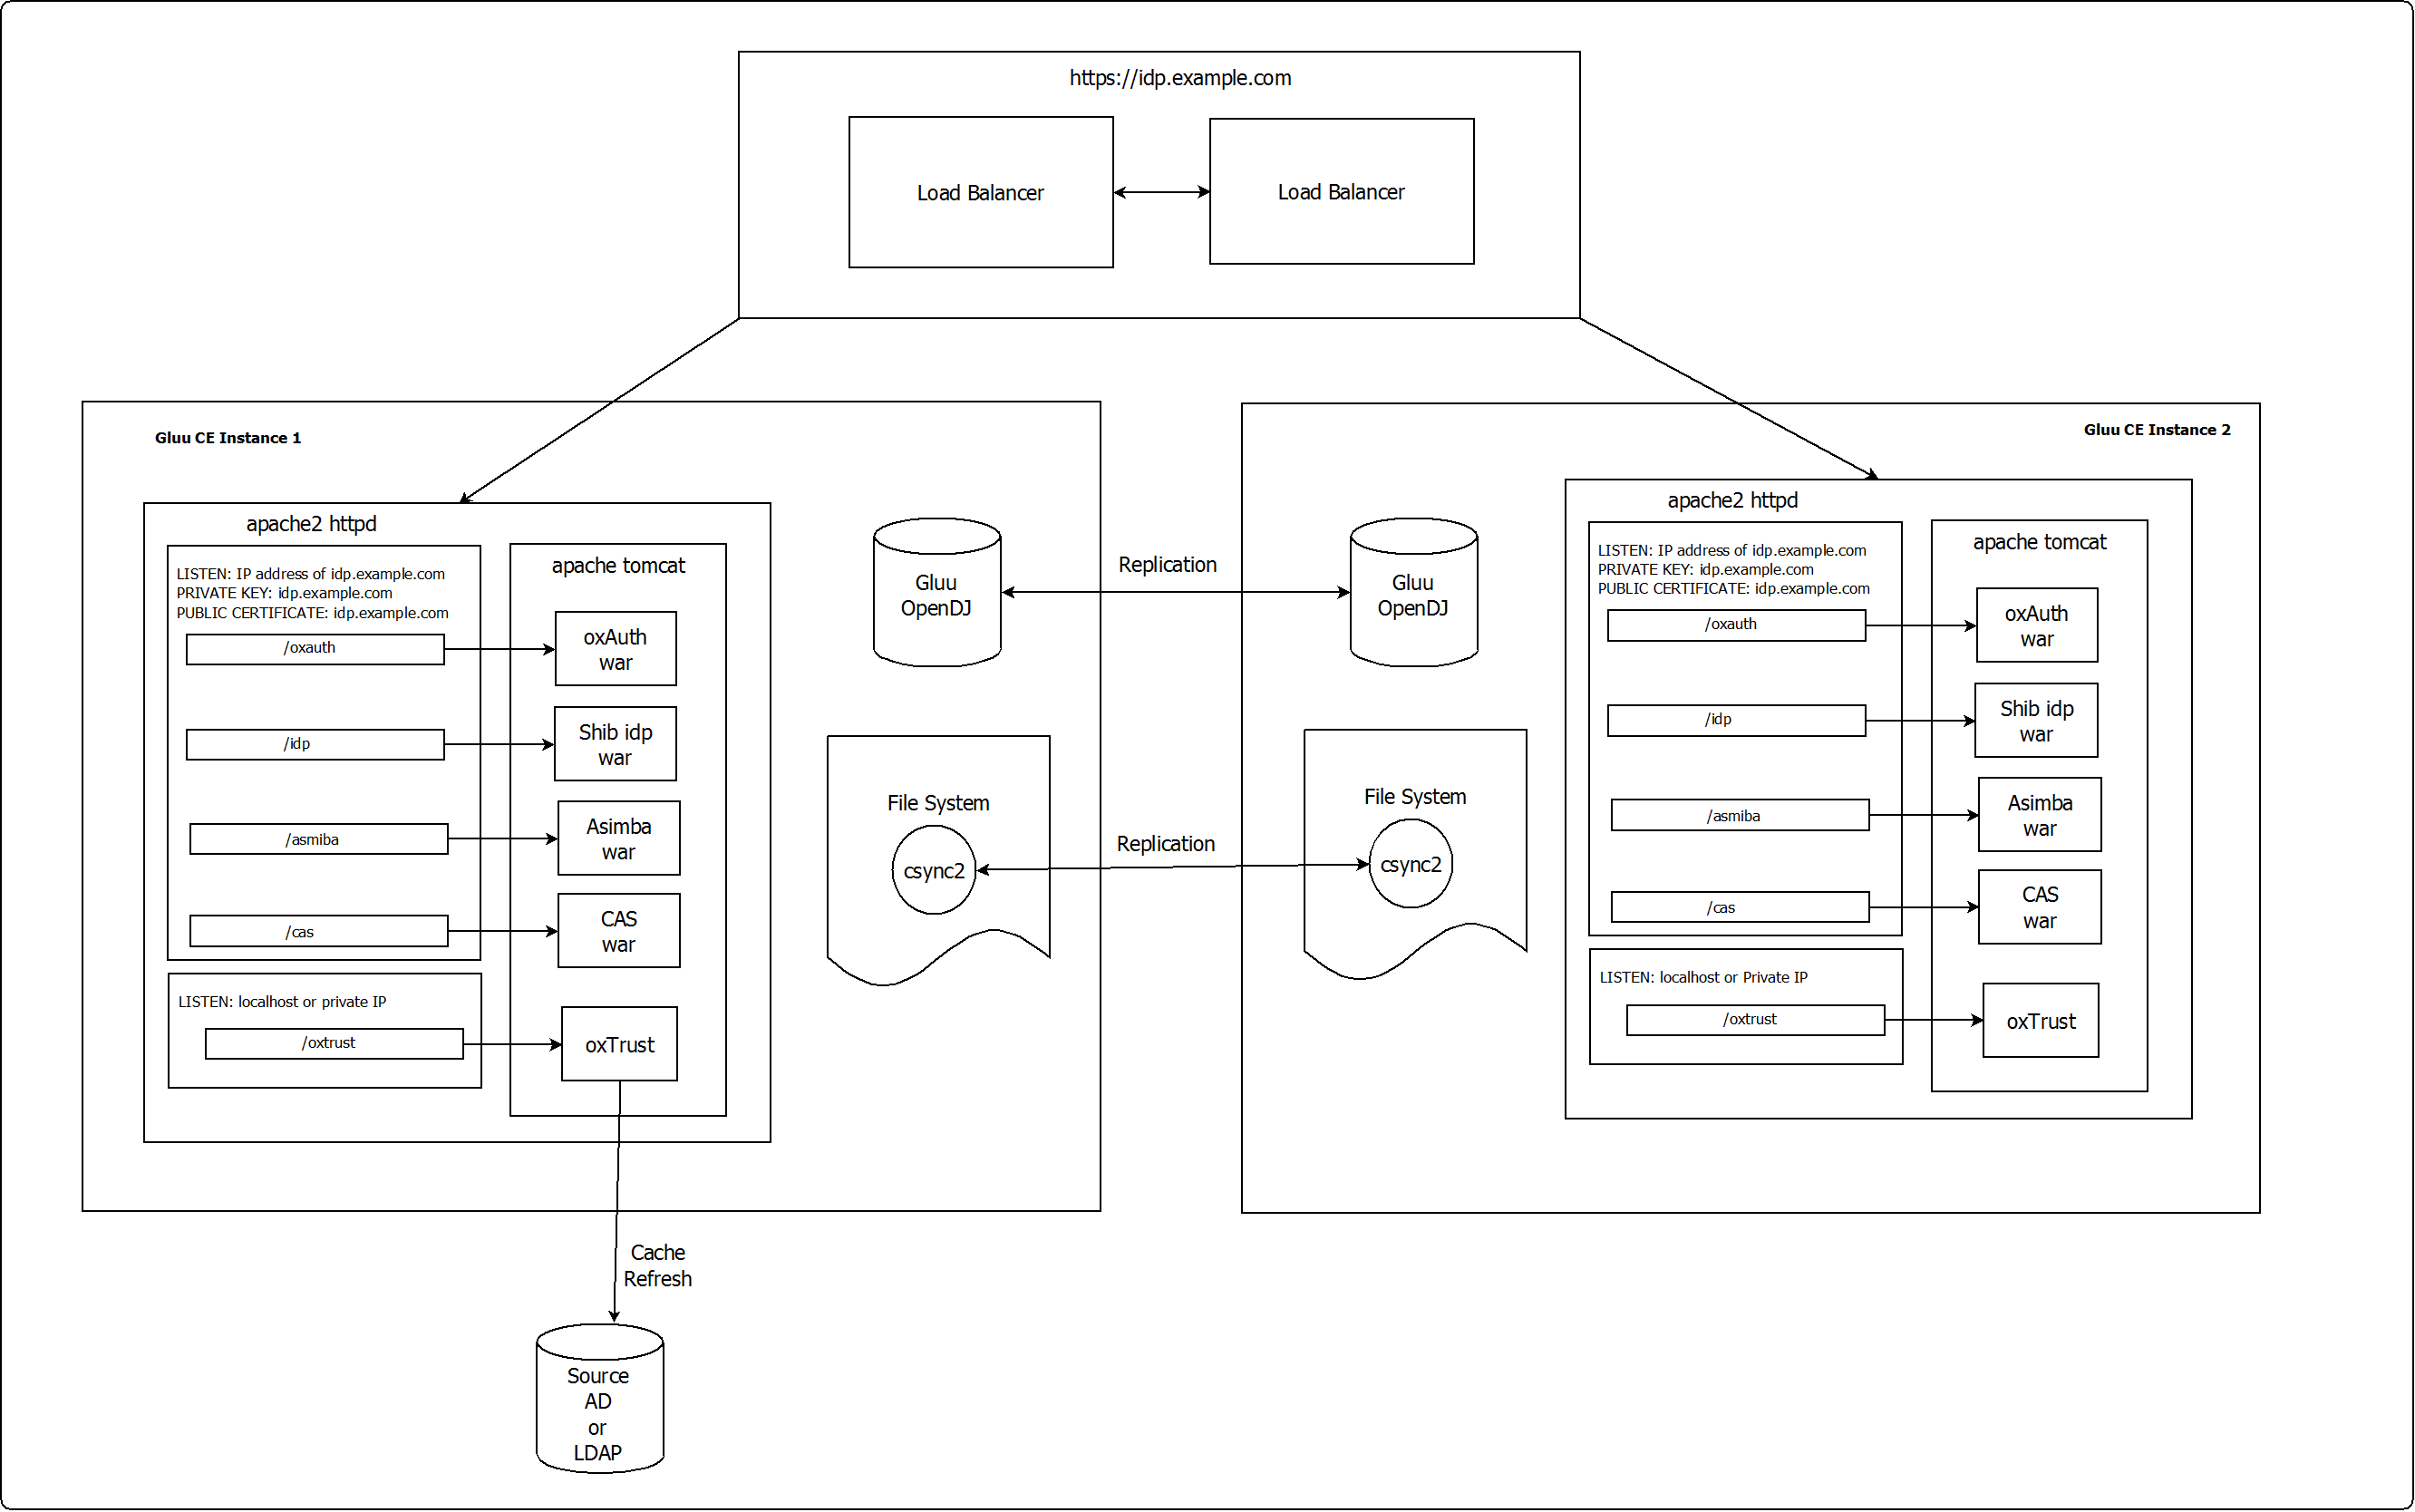 https://idp.example.com
Load Balancer
Load Balancer
Gluu CE Instance 1
apache2 httpd
LISTEN: IP address of idp.example.com
PRIVATE KEY: idp.example.com
PUBLIC CERTIFICATE: idp.example.com
/oxauth
/idp
/asmiba
/cas
LISTEN: localhost or private IP
/oxtrust
apache tomcat
oxAuth
war
Shib idp
war
Asimba
war
CAS
war
oxTrust
Gluu
OpenDJ
File System
csync2
Replication
Replication
Gluu CE Instance 2
Gluu
OpenDJ
File System
csync2
apache2 httpd
LISTEN: IP address of idp.example.com
PRIVATE KEY: idp.example.com
PUBLIC CERTIFICATE: idp.example.com
/oxauth
/idp
/asmiba
/cas
LISTEN: localhost or Private IP
/oxtrust
apache tomcat
oxAuth
war
Shib idp
war
Asimba
war
CAS
war
oxTrust
Cache
Refresh
Source
AD
or
LDAP